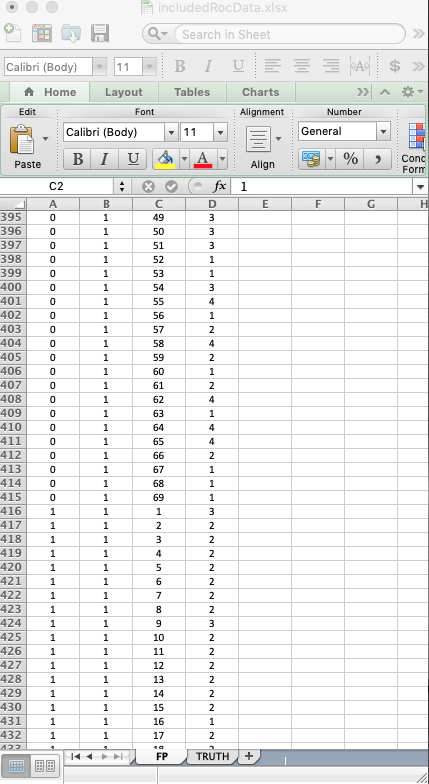 includedRocData.xlsx
Search in Sheet
Calibri (Body) 11 B I U A $
Home Layout Tables Charts
Edit Font Alignment Number
Calibri (Body) 11 General
Paste B I U A Align % , Cond
Form
C2 fx 1
A B C D E F G H
395 0 1 49 3
396 0 1 50 3
397 0 1 51 3
398 0 1 52 1
399 0 1 53 1
400 0 1 54 3
401 0 1 55 4
402 0 1 56 1
403 0 1 57 2
404 0 1 58 4
405 0 1 59 2
406 0 1 60 1
407 0 1 61 2
408 0 1 62 4
409 0 1 63 1
410 0 1 64 4
411 0 1 65 4
412 0 1 66 2
413 0 1 67 1
414 0 1 68 1
415 0 1 69 1
416 1 1 1 3
417 1 1 2 2
418 1 1 3 2
419 1 1 4 2
420 1 1 5 2
421 1 1 6 2
422 1 1 7 2
423 1 1 8 2
424 1 1 9 3
425 1 1 10 2
426 1 1 11 2
427 1 1 12 2
428 1 1 13 2
429 1 1 14 2
430 1 1 15 2
431 1 1 16 1
432 1 1 17 2
FP TRUTH +